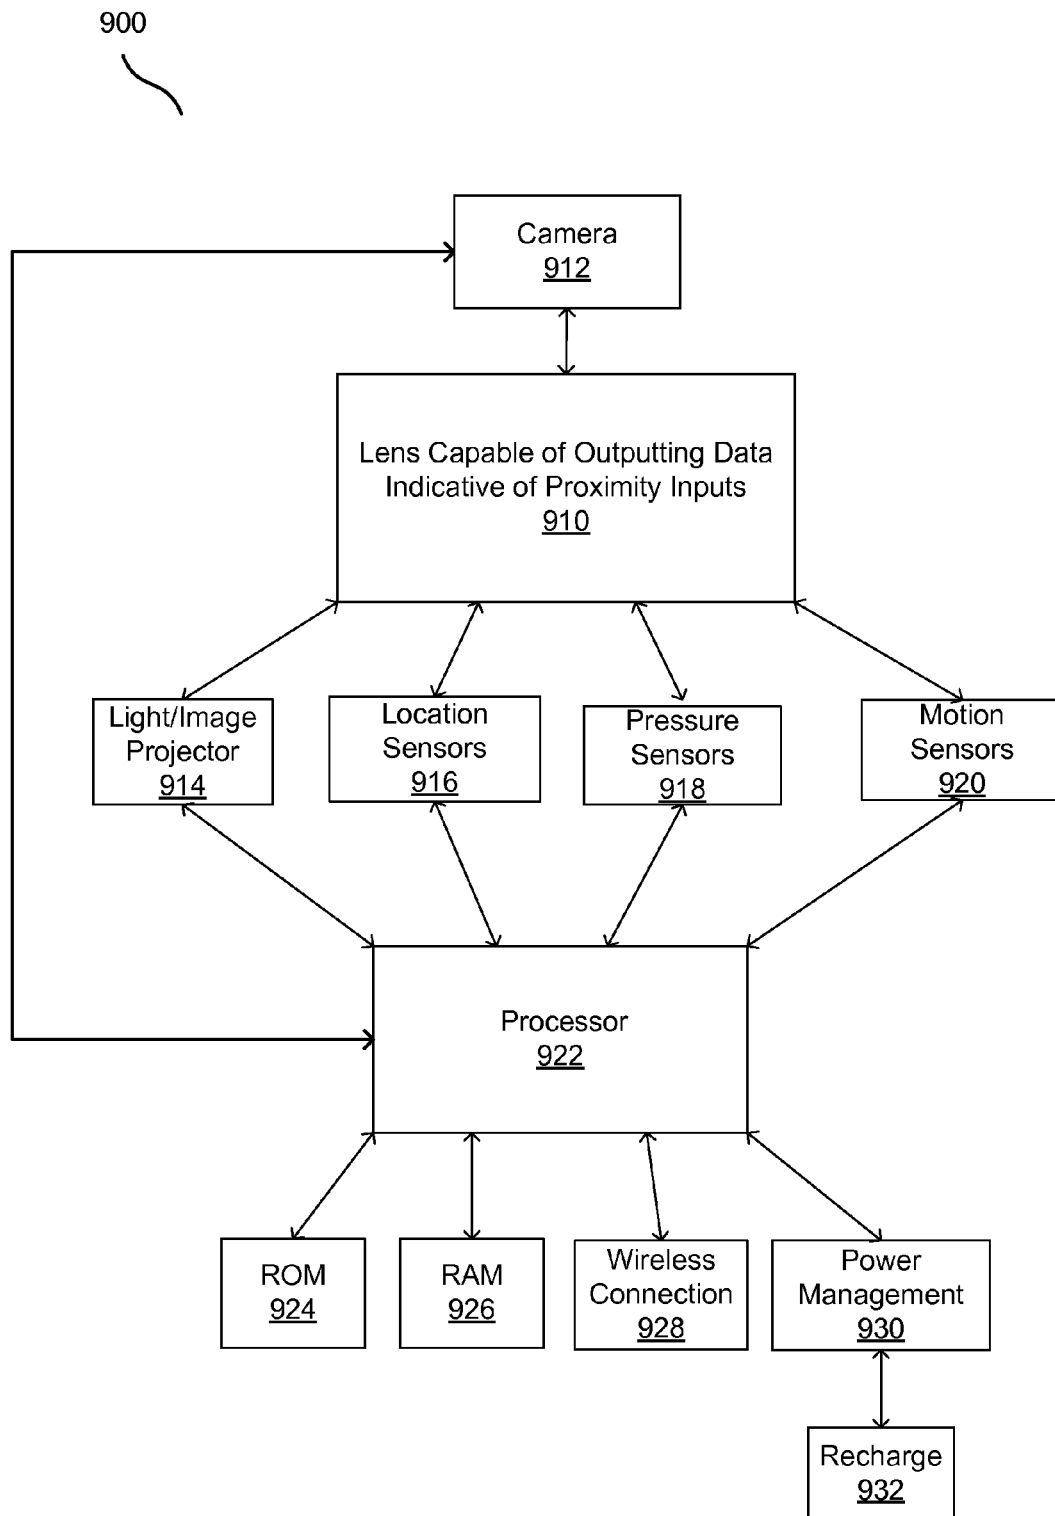 900
Camera
912
Lens Capable of Outputting Data
Indicative of Proximity Inputs
910
Light/Image
Projector
914
Location
Sensors
916
Pressure
Sensors
918
Motion
Sensors
920
Processor
922
ROM
924
RAM
926
Wireless
Connection
928
Power
Management
930
Recharge
932